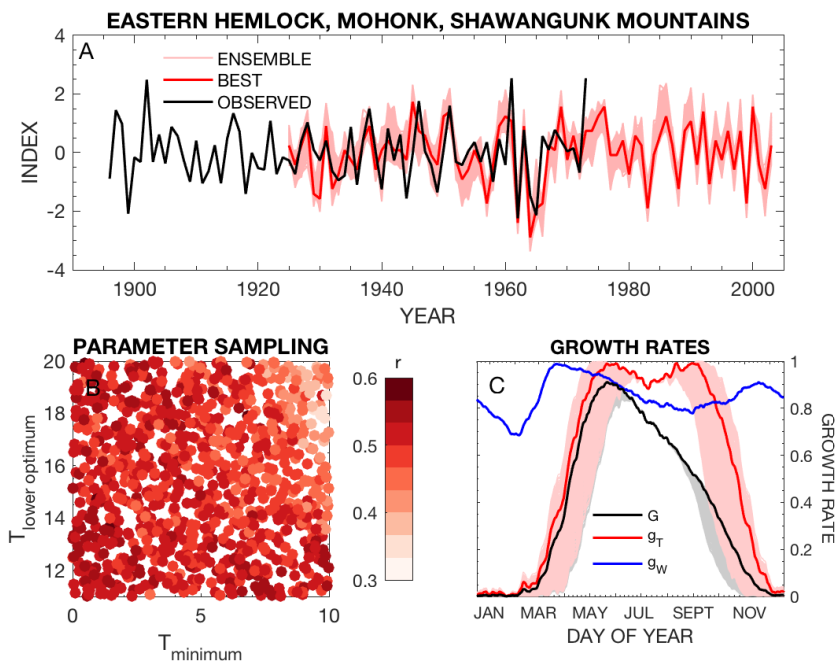 EASTERN HEMLOCK, MOHONK, SHAWANGUNK MOUNTAINS
A
ENSEMBLE
BEST
OBSERVED
4
2
0
-2
-4
INDEX
1900 1920 1940 1960 1980 2000
YEAR
PARAMETER SAMPLING
B
20
18
16
14
12
T lower optimum
0 5 10
T minimum
r
0.6
0.5
0.4
0.3
GROWTH RATES
C
G
gT
gW
1
0.8
0.6
0.4
0.2
0
GROWTH RATE
JAN MAR MAY JUL SEPT NOV
DAY OF YEAR